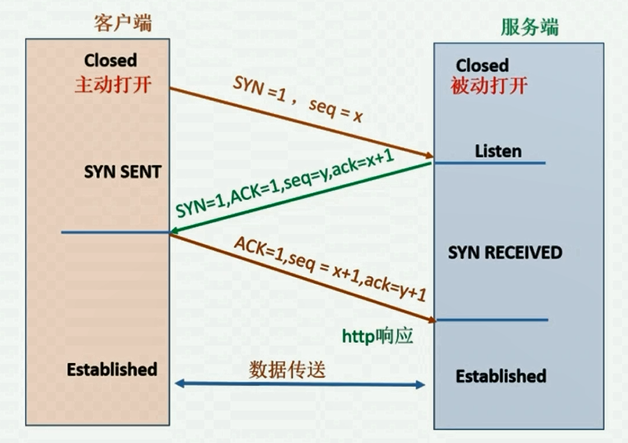 客户端
服务端
Closed
主动打开
Closed
被动打开
SYN =1 ， seq = x
Listen
SYN SENT
SYN=1,ACK=1,seq=y,ack=x+1
ACK=1,seq = x+1,ack=y+1
SYN RECEIVED
http响应
Established
数据传送
Established